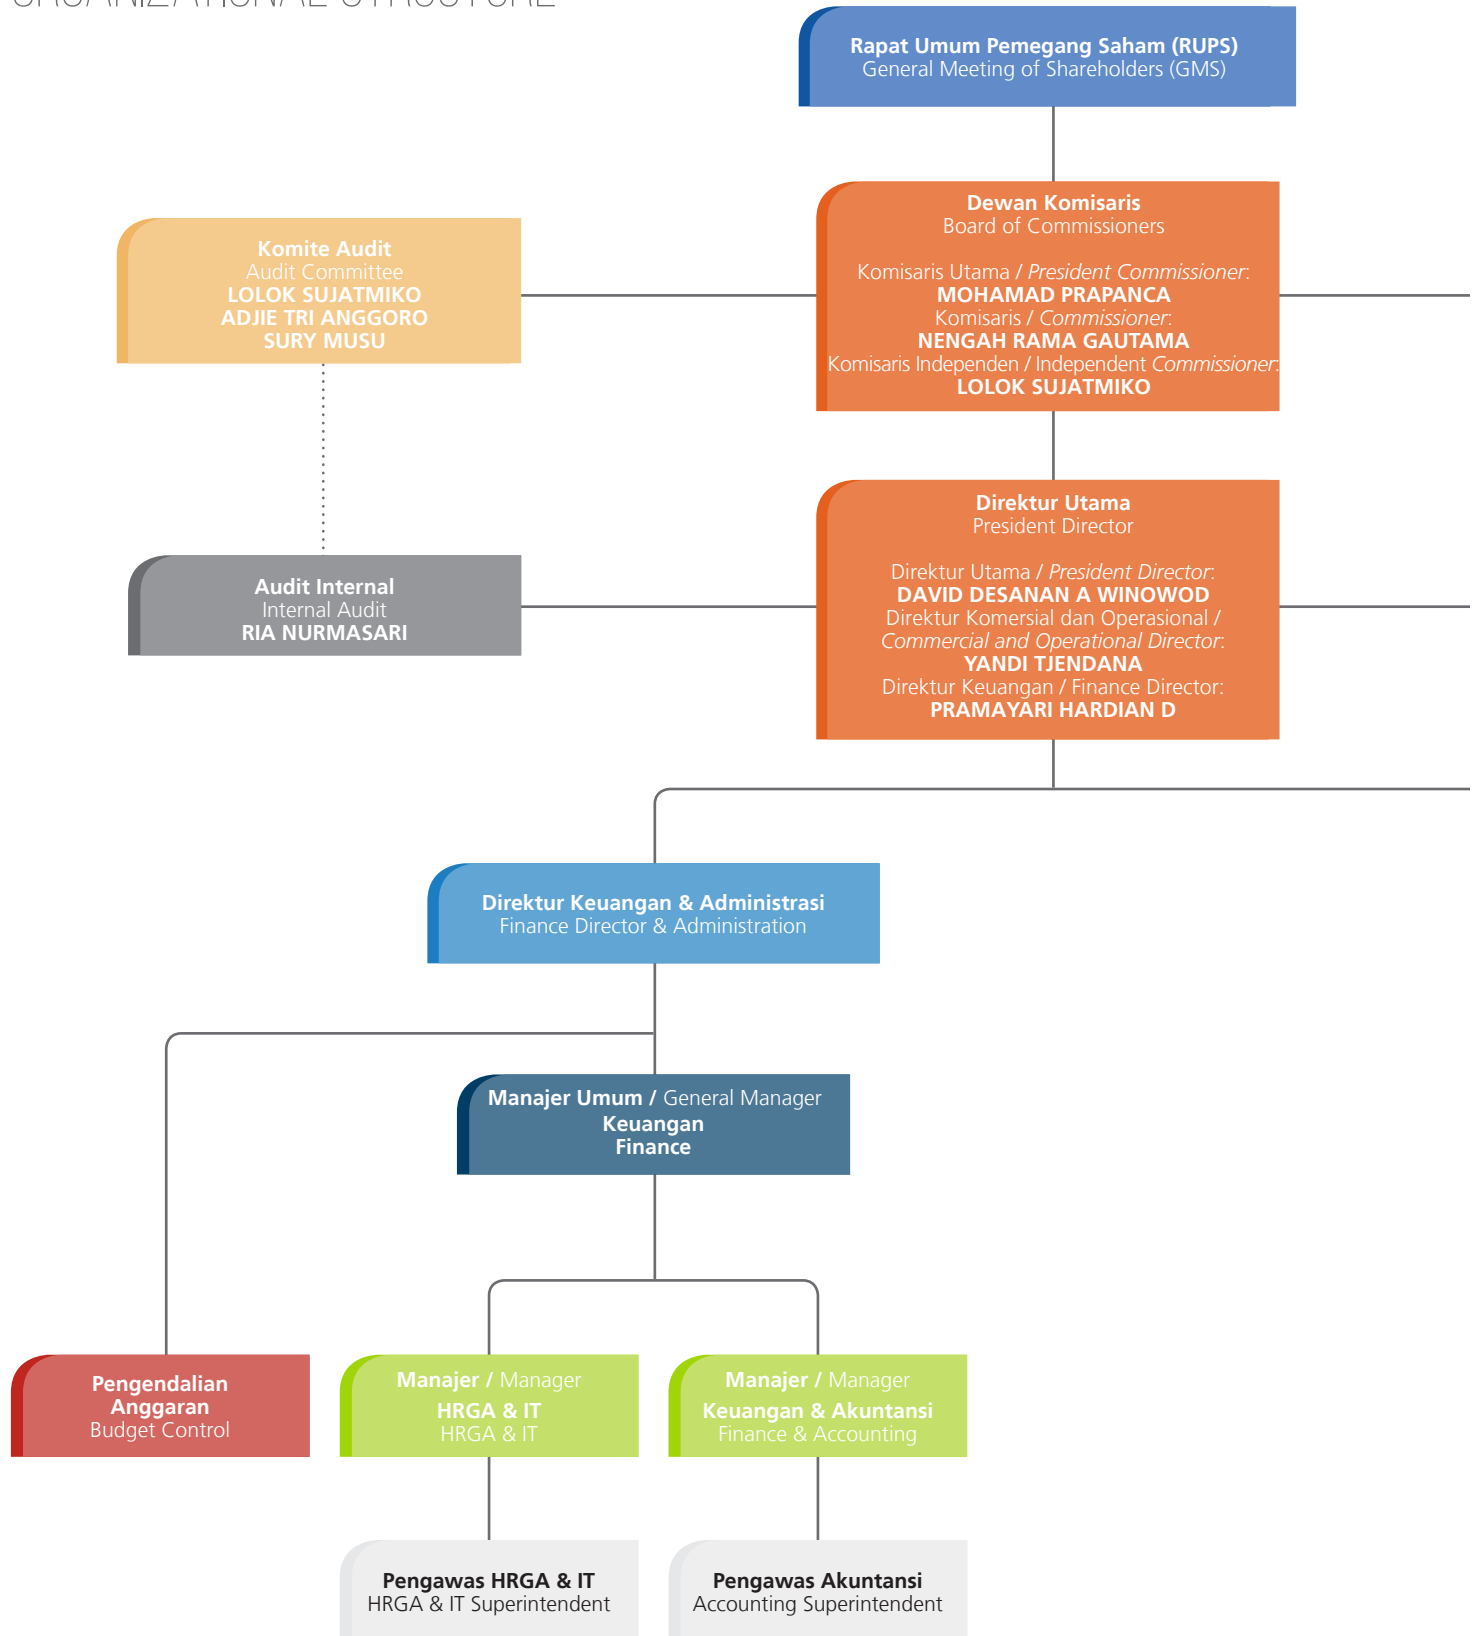 ORGANIZATIONAL STRUCTURE
Rapat Umum Pemegang Saham (RUPS)
General Meeting of Shareholders (GMS)
Dewan Komisaris
Board of Commissioners
Komisaris Utama / President Commissioner:
MOHAMAD PRAPANCA
Komisaris / Commissioner:
NENGAH RAMA GAUTAMA
Komisaris Independen / Independent Commissioner:
LOLOK SUJATMIKO
Komite Audit
Audit Committee
LOLOK SUJATMIKO
ADJIE TRI ANGGORO
SURY MUSU
Direktur Utama
President Director
Direktur Utama / President Director:
DAVID DESANAN A WINOWOD
Direktur Komersial dan Operasional /
Commercial and Operational Director:
YANDI TJENDANA
Direktur Keuangan / Finance Director:
PRAMAYARI HARDIAN D
Audit Internal
Internal Audit
RIA NURMASARI
Direktur Keuangan & Administrasi
Finance Director & Administration
Manajer Umum / General Manager
Keuangan
Finance
Pengendalian
Anggaran
Budget Control
Manajer / Manager
HRGA & IT
HRGA & IT
Manajer / Manager
Keuangan & Akuntansi
Finance & Accounting
Pengawas HRGA & IT
HRGA & IT Superintendent
Pengawas Akuntansi
Accounting Superintendent